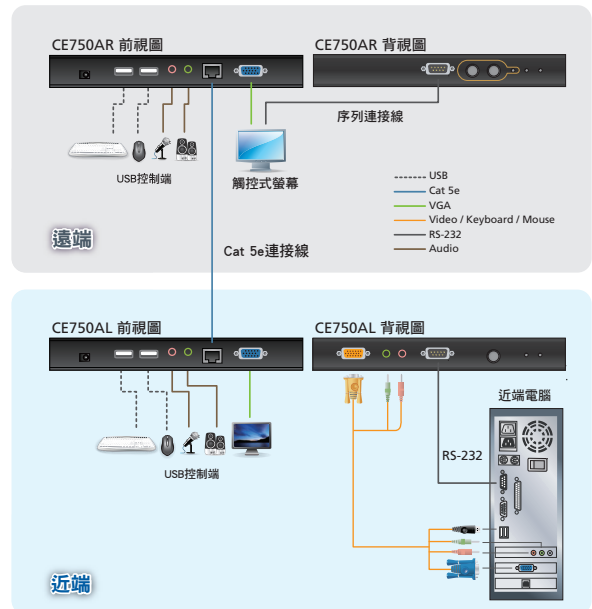 CE750AR 前視圖
CE750AR 背視圖
序列連接線
USB控制端
觸控式螢幕
USB
Cat 5e
VGA
Video / Keyboard / Mouse
RS-232
Audio
遠端
Cat 5e連接線
CE750AL 前視圖
CE750AL 背視圖
近端電腦
RS-232
USB控制端
近端